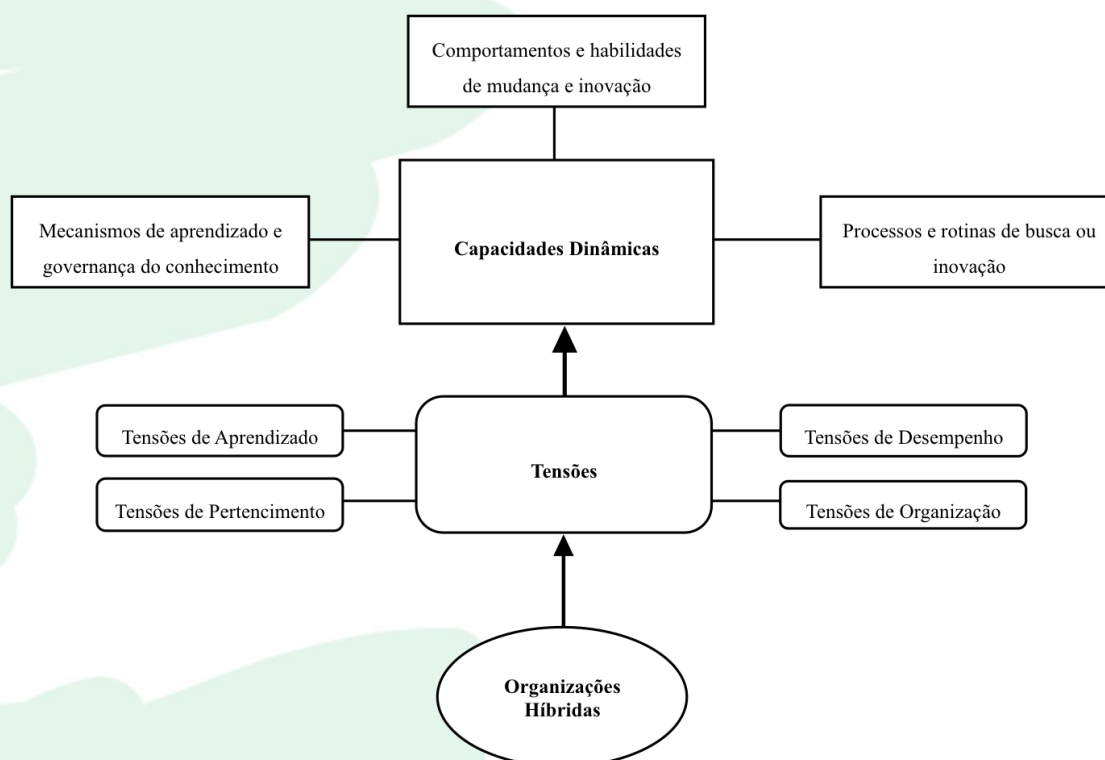 Comportamentos e habilidades
de mudança e inovação
Mecanismos de aprendizado e
governança do conhecimento
Capacidades Dinâmicas
Processos e rotinas de busca ou
inovação
Tensões de Aprendizado
Tensões de Pertencimento
Tensões
Tensões de Desempenho
Tensões de Organização
Organizações
Híbridas